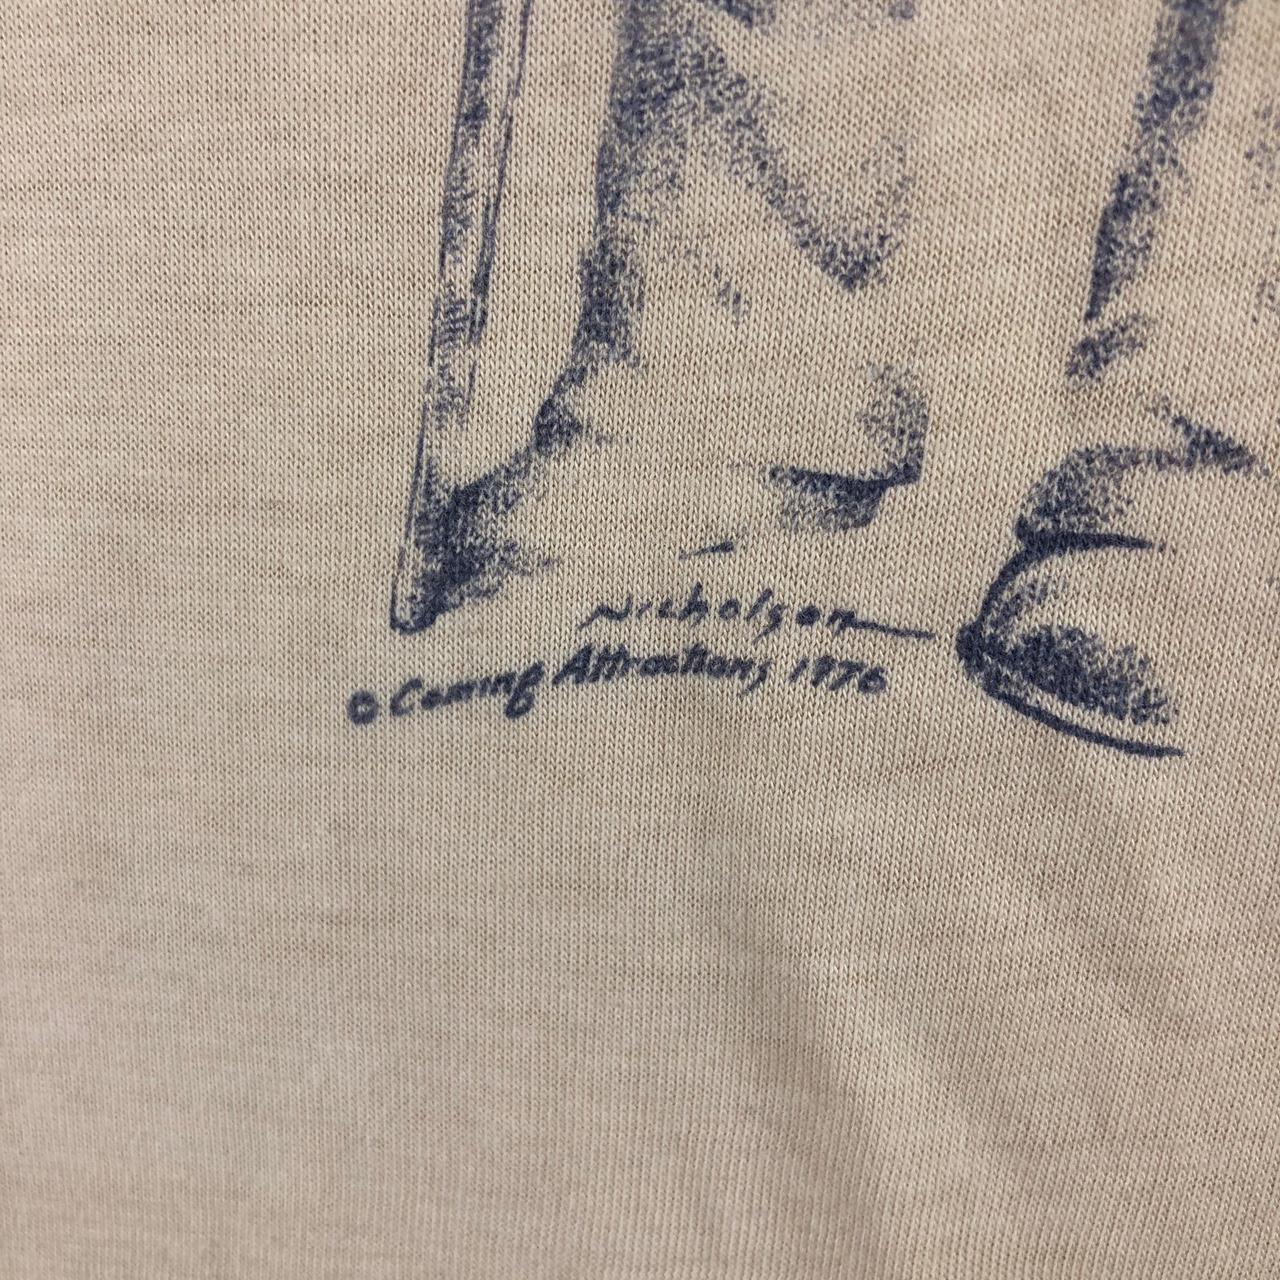 Nicholson
© Coming Attractions, 1976